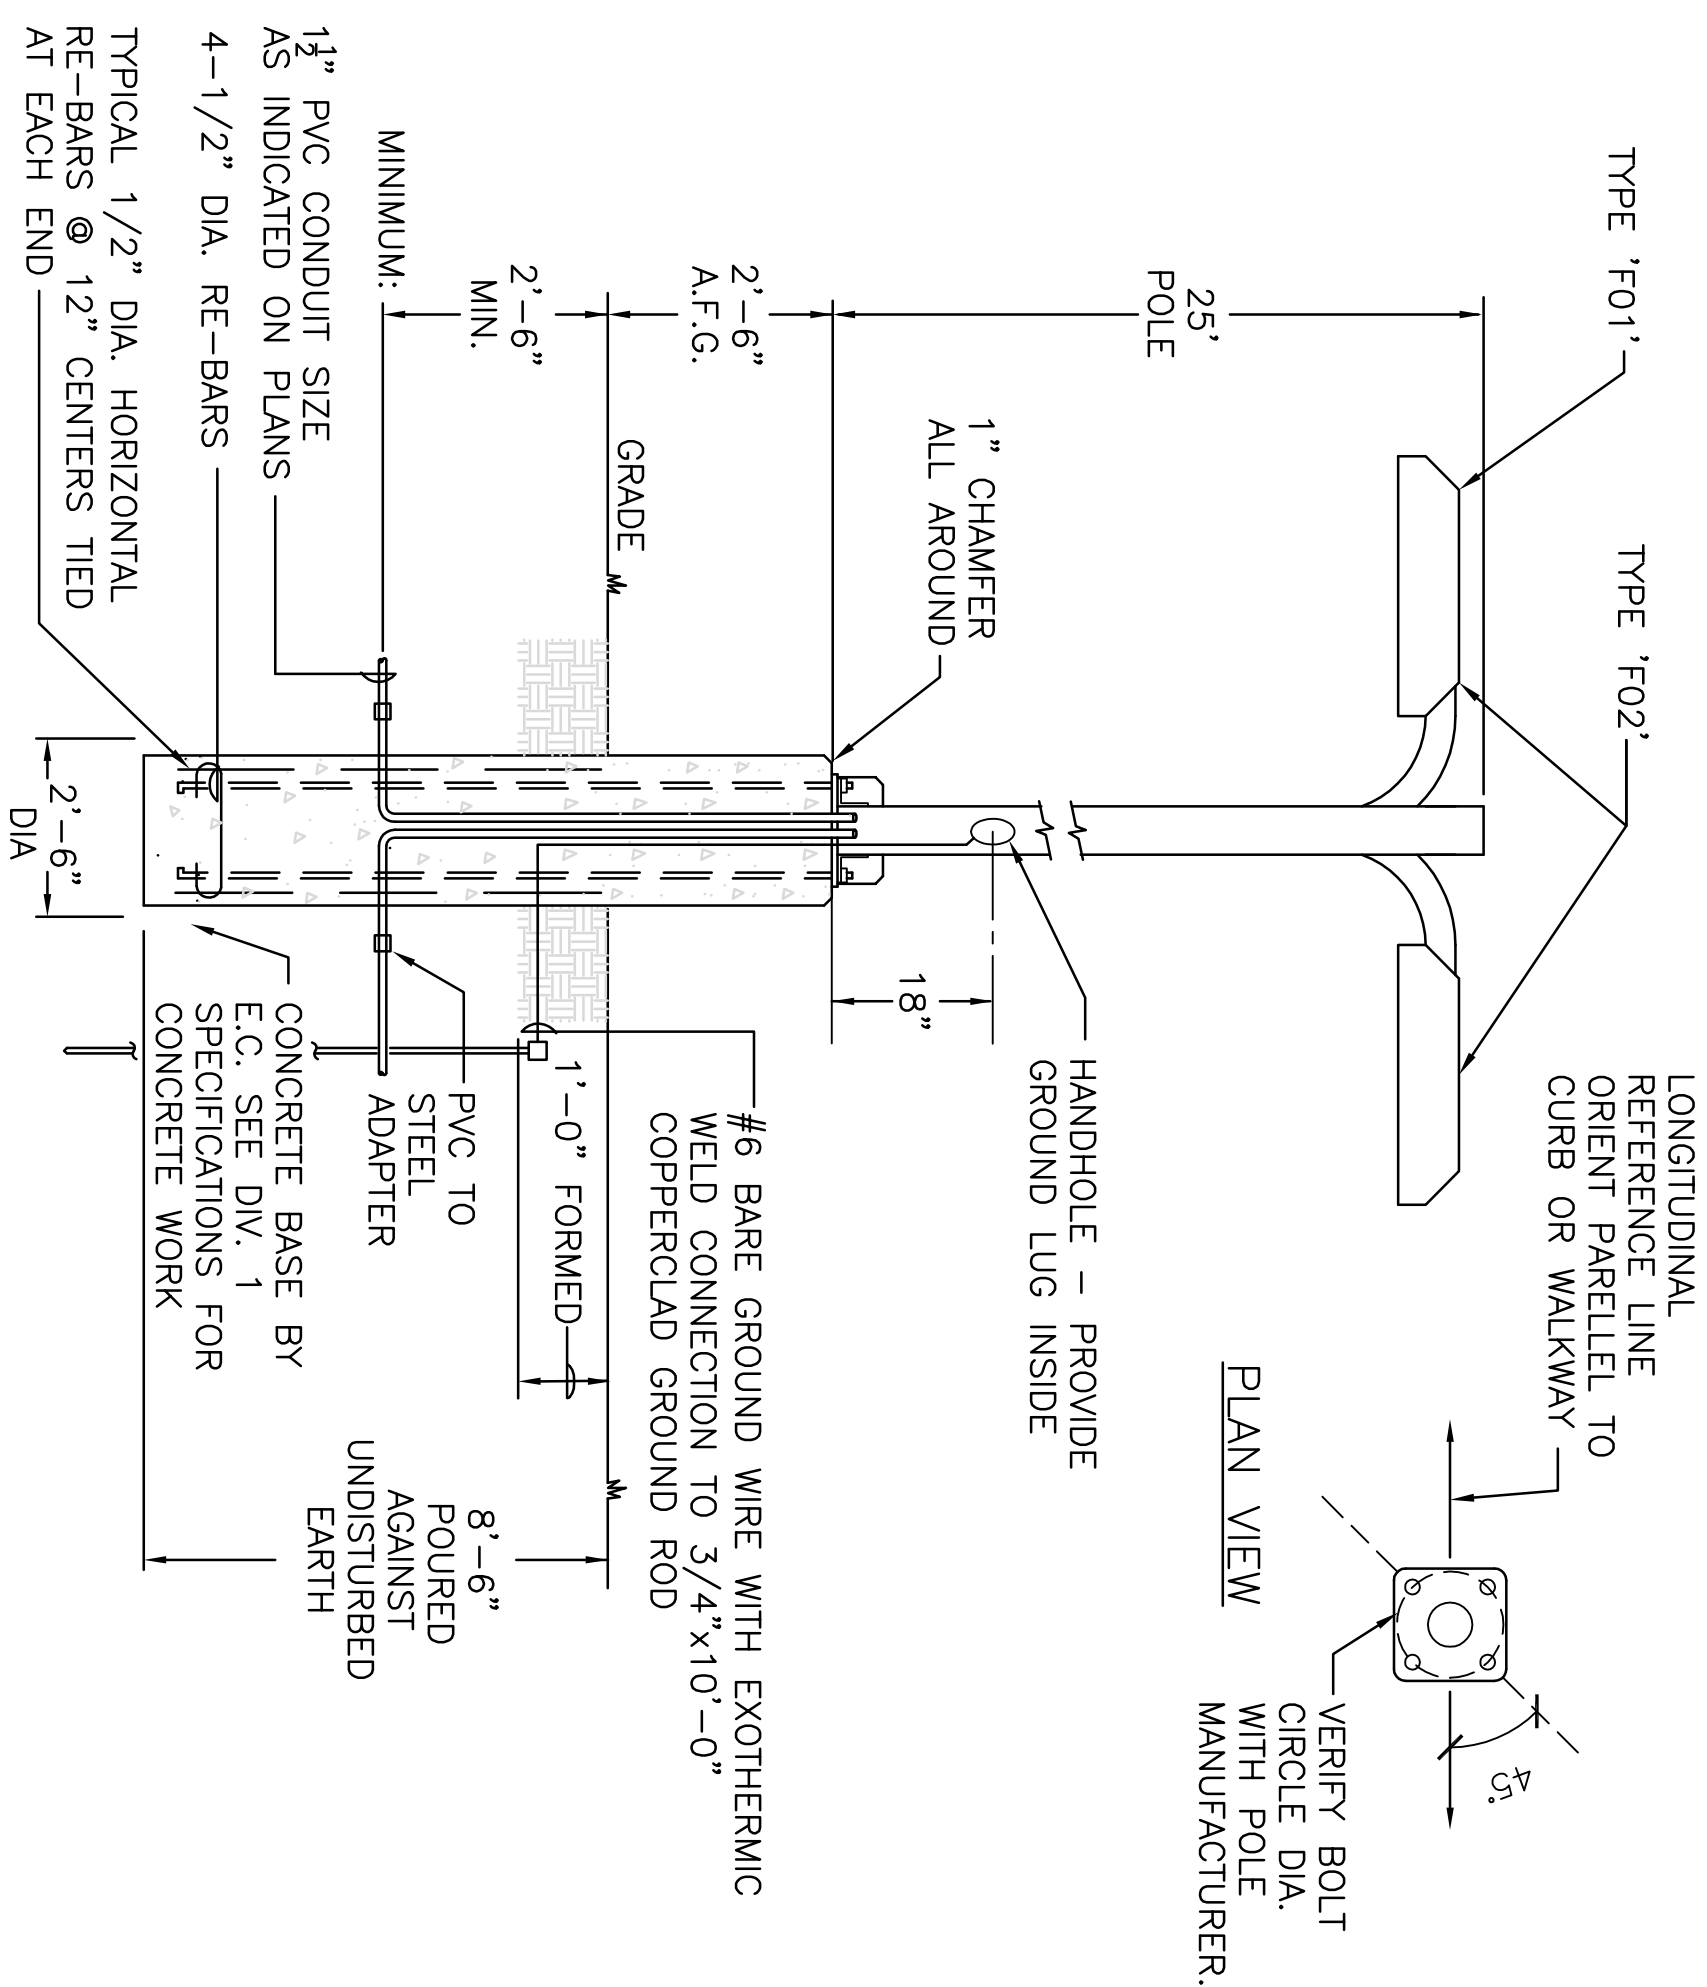 TYPE 'F01'
TYPE 'F02'
LONGITUDINAL
REFERENCE LINE
ORIENT PARELLEL TO
CURB OR WALKWAY
45°
VERIFY BOLT
CIRCLE DIA.
WITH POLE
MANUFACTURER.
PLAN VIEW
25'
POLE
1" CHAMFER
ALL AROUND
HANDHOLE - PROVIDE
GROUND LUG INSIDE
18"
2'-6"
A.F.G.
GRADE
#6 BARE GROUND WIRE WITH EXOTHERMIC
WELD CONNECTION TO 3/4"x10'-0"
COPPERCLAD GROUND ROD
2'-6"
MIN.
1'-0" FORMED
MINIMUM:
PVC TO
STEEL
ADAPTER
8'-6"
POURED
AGAINST
UNDISTURBED
EARTH
1½" PVC CONDUIT SIZE
AS INDICATED ON PLANS
4-1/2" DIA. RE-BARS
CONCRETE BASE BY
E.C. SEE DIV. 1
SPECIFICATIONS FOR
CONCRETE WORK
TYPICAL 1/2" DIA. HORIZONTAL
RE-BARS @ 12" CENTERS TIED
AT EACH END
2'-6"
DIA